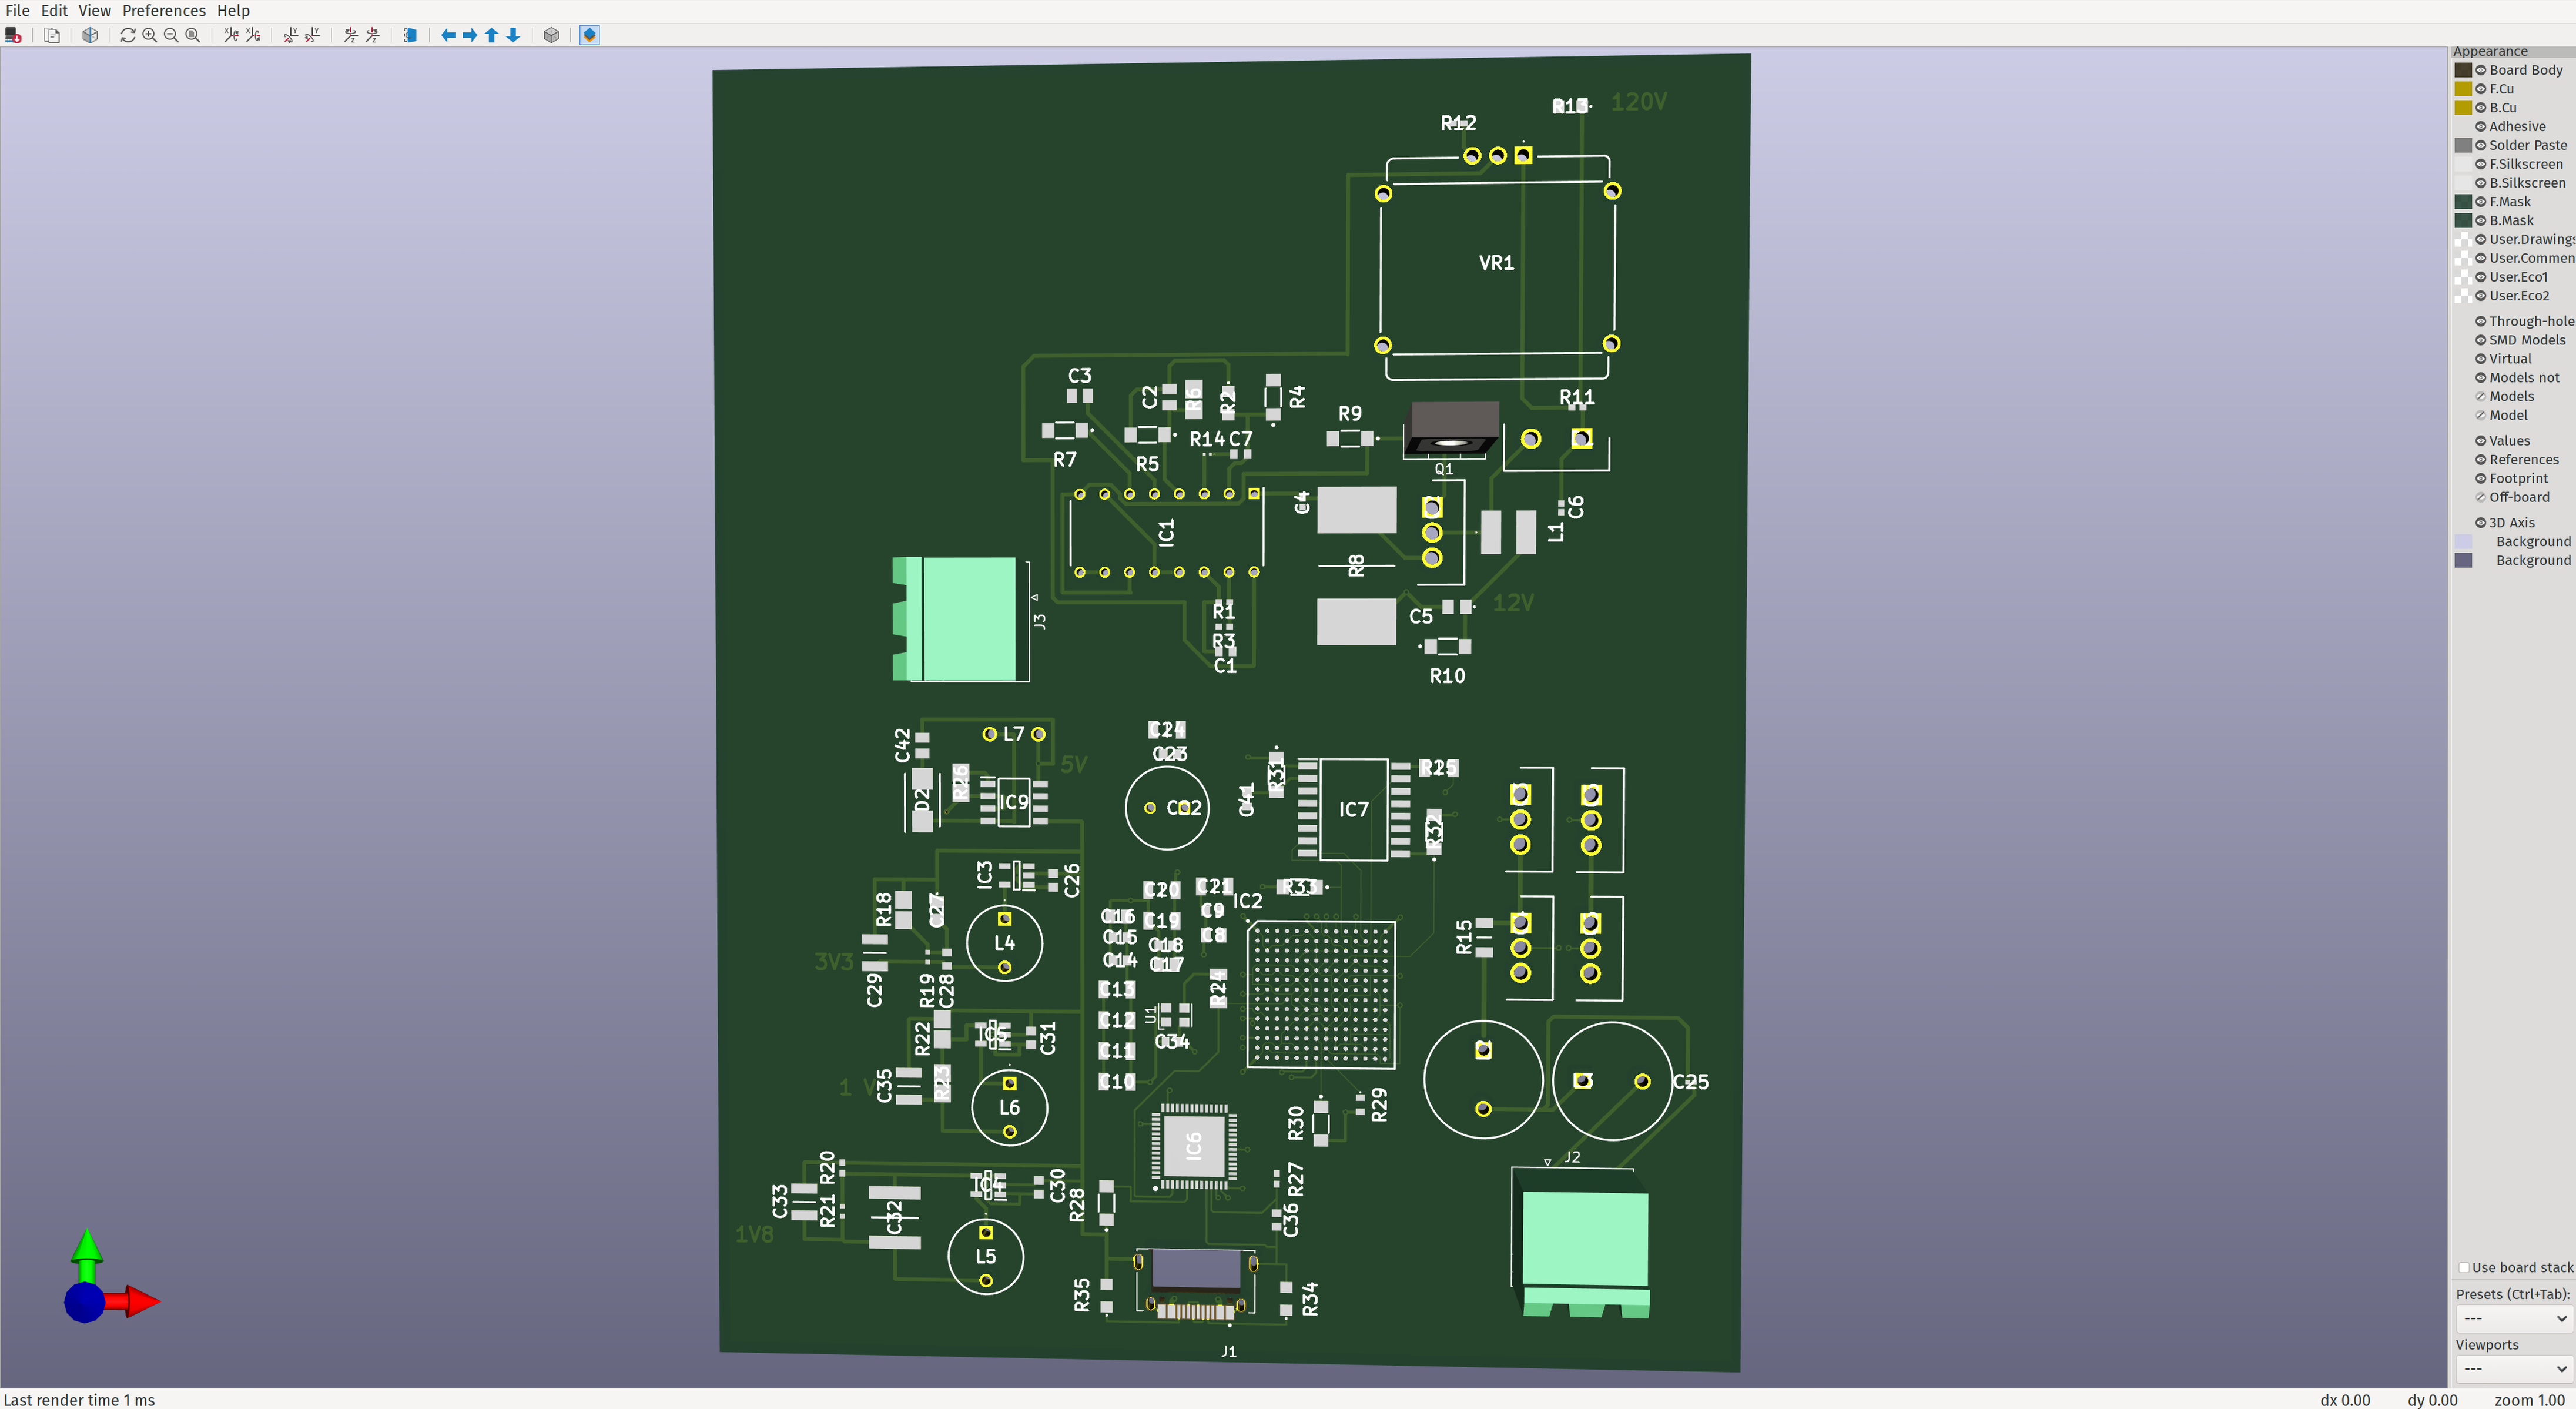 File Edit View Preferences Help
Appearance
Board Body
F.Cu
B.Cu
Adhesive
Solder Paste
F.Silkscreen
B.Silkscreen
F.Mask
B.Mask
User.Drawings
User.Commen
User.Eco1
User.Eco2
Through-hole
SMD Models
Virtual
Models not
Models
Model
Values
References
Footprint
Off-board
3D Axis
Background
Background
Use board stack
Presets (Ctrl+Tab):
---
Viewports
---
R13 120V
R12
VR1
C3
C2 R6 R2 R4
R11
R9
R7 R5 R14 C7
Q1
C4 C6
IC1 L1
R8
J3
R1 C5 12V
R3
C1 R10
C24
C42 L7
C23
5V
R26 R31 R25
D2 IC9 C41 IC7
R32
IC3 C26
C20 C21 R33
R18 C27 IC2
C16 C19 C9
L4 C15 C18 C8 R15
3V3 C14 C17
C29 R19 C28 C13 R24
R22 IC5 C31 C12 U1
C34
C11
1 V C35 R23 C10 C25
L6 R30 R29
IC6
J2
R20 R27
C33 R21 C32 IC4 C30 R28
C36
1V8
L5
R35 R34
J1
Last render time 1 ms dx 0.00 dy 0.00 zoom 1.00